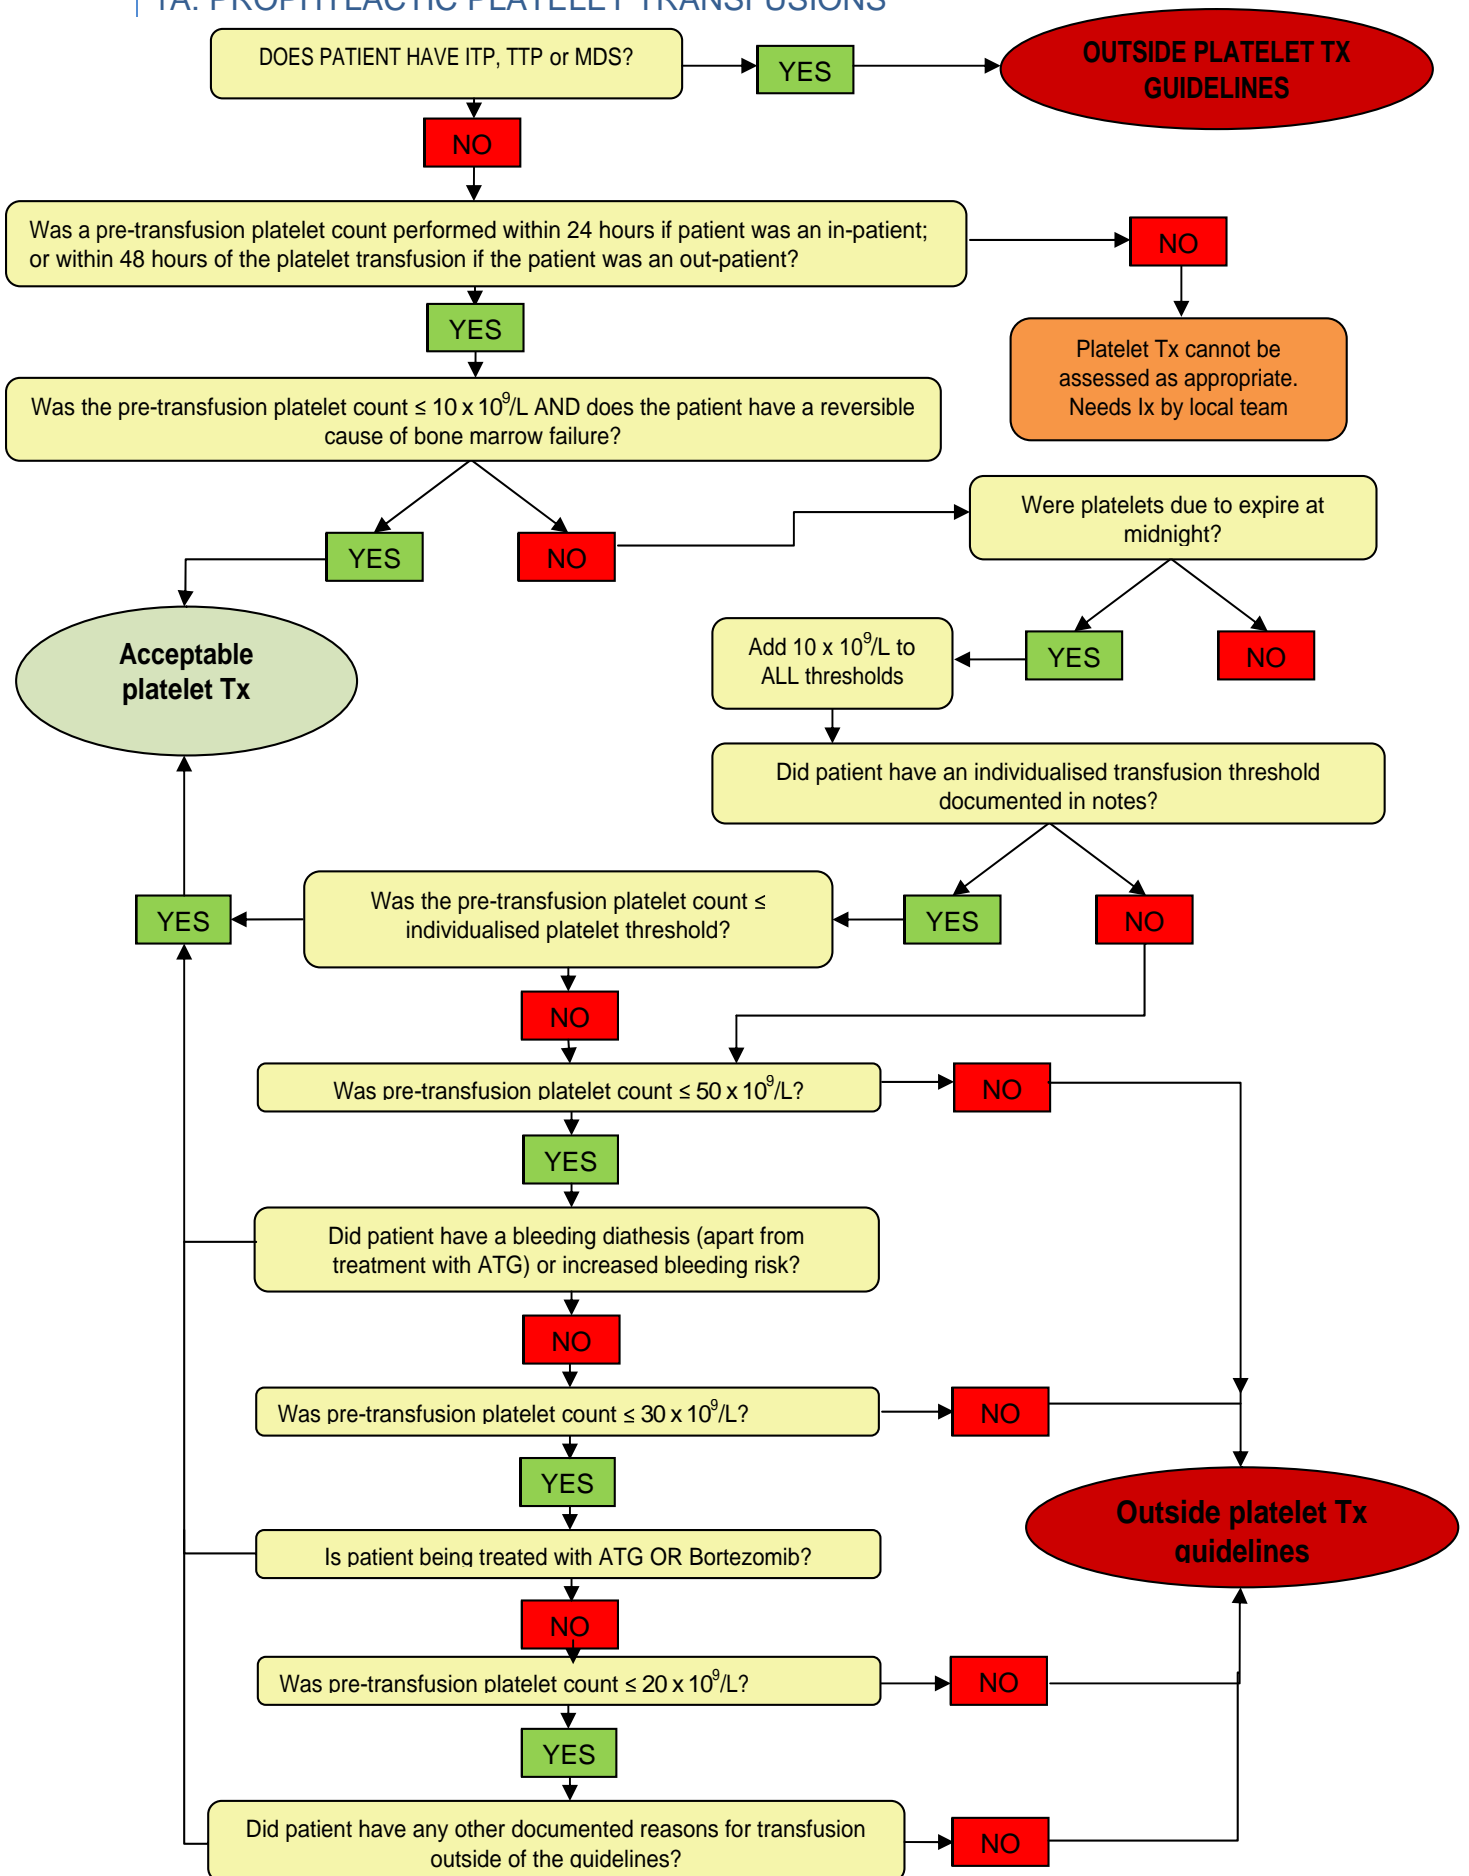 1A. PROPHYLACTIC PLATELET TRANSFUSIONS
DOES PATIENT HAVE ITP, TTP or MDS?
YES
OUTSIDE PLATELET TX
GUIDELINES
NO
Was a pre-transfusion platelet count performed within 24 hours if patient was an in-patient;
or within 48 hours of the platelet transfusion if the patient was an out-patient?
NO
YES
Platelet Tx cannot be
assessed as appropriate.
Needs Ix by local team
Was the pre-transfusion platelet count ≤ 10 x 10⁹/L AND does the patient have a reversible
cause of bone marrow failure?
Were platelets due to expire at
midnight?
YES
NO
Acceptable
platelet Tx
Add 10 x 10⁹/L to
ALL thresholds
YES
NO
Did patient have an individualised transfusion threshold
documented in notes?
YES
Was the pre-transfusion platelet count ≤
individualised platelet threshold?
YES
NO
NO
Was pre-transfusion platelet count ≤ 50 x 10⁹/L?
NO
YES
Did patient have a bleeding diathesis (apart from
treatment with ATG) or increased bleeding risk?
NO
Was pre-transfusion platelet count ≤ 30 x 10⁹/L?
NO
YES
Outside platelet Tx
guidelines
Is patient being treated with ATG OR Bortezomib?
NO
Was pre-transfusion platelet count ≤ 20 x 10⁹/L?
NO
YES
Did patient have any other documented reasons for transfusion
outside of the guidelines?
NO